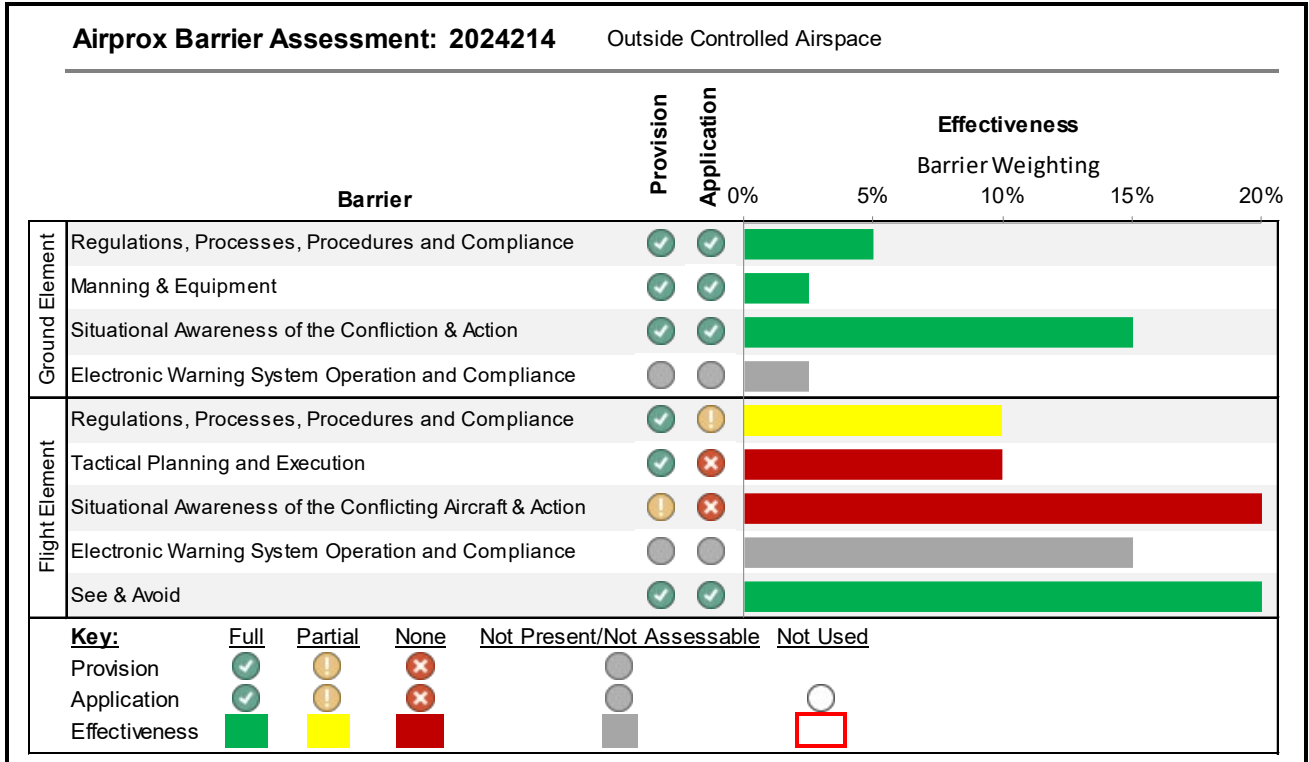 Airprox Barrier Assessment: 2024214 Outside Controlled Airspace
Provision
Application
Effectiveness
Barrier Weighting
Barrier
0% 5% 10% 15% 20%
Ground Element
Regulations, Processes, Procedures and Compliance
Manning & Equipment
Situational Awareness of the Confliction & Action
Electronic Warning System Operation and Compliance
Flight Element
Regulations, Processes, Procedures and Compliance
Tactical Planning and Execution
Situational Awareness of the Conflicting Aircraft & Action
Electronic Warning System Operation and Compliance
See & Avoid
Key: Full Partial None Not Present/Not Assessable Not Used
Provision
Application
Effectiveness